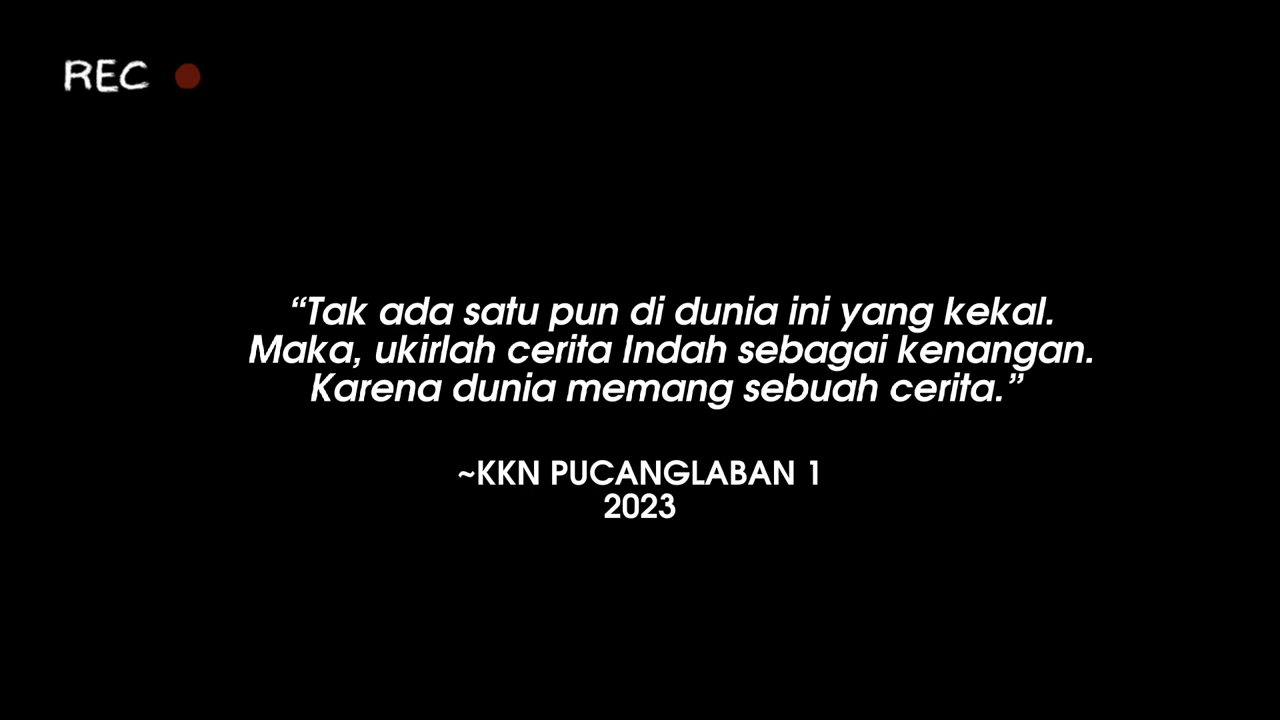 REC
“Tak ada satu pun di dunia ini yang kekal.
Maka, ukirlah cerita Indah sebagai kenangan.
Karena dunia memang sebuah cerita.”
~KKN PUCANGLABAN 1
2023